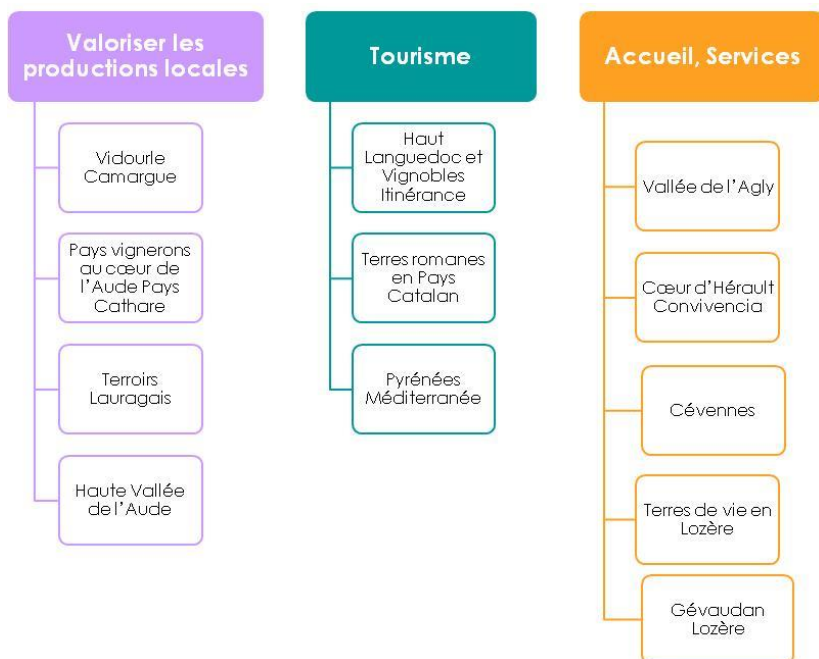 Valoriser les
productions locales
Vidourle
Camargue
Pays vignerons
au cœur de
l'Aude Pays
Cathare
Terroirs
Lauragais
Haute Vallée
de l'Aude
Tourisme
Haut
Languedoc et
Vignobles
Itinérance
Terres romanes
en Pays
Catalan
Pyrénées
Méditerranée
Accueil, Services
Vallée de l'Agly
Cœur d'Hérault
Convivencia
Cévennes
Terres de vie en
Lozère
Gévaudan
Lozère